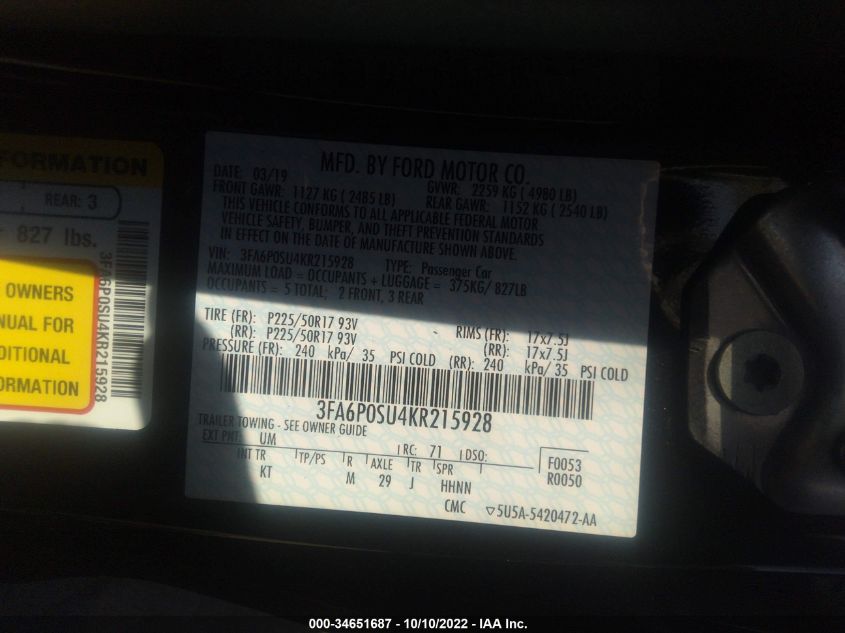 FORMATION
REAR: 3
827 lbs.
OWNERS
NUAL FOR
DITIONAL
ORMATION
3FA6P0SU4KR215928
MFD. BY FORD MOTOR CO.
DATE: 03/19 GVWR: 2259 KG ( 4980 LB)
FRONT GAWR: 1127 KG ( 2485 LB) REAR GAWR: 1152 KG ( 2540 LB)
THIS VEHICLE CONFORMS TO ALL APPLICABLE FEDERAL MOTOR
VEHICLE SAFETY, BUMPER, AND THEFT PREVENTION STANDARDS
IN EFFECT ON THE DATE OF MANUFACTURE SHOWN ABOVE.
VIN: 3FA6P0SU4KR215928 TYPE: Passenger Car
MAXIMUM LOAD = OCCUPANTS + LUGGAGE = 375KG/ 827LB
OCCUPANTS = 5 TOTAL; 2 FRONT, 3 REAR
TIRE (FR): P225/50R17 93V - RIMS (FR): 17x7.5J
(RR): P225/50R17 93V (RR): 17x7.5J
PRESSURE (FR): 240 kPa/ 35 PSI COLD (RR): 240 kPa/ 35 PSI COLD
3FA6P0SU4KR215928
TRAILER TOWING - SEE OWNER GUIDE
EXT PNT: UM RC: 71 DSO: F0053
INT TR TP/PS R AXLE TR SPR R0050
KT M 29 J HHNN
CMC ▽5U5A-5420472-AA
000-34651687 - 10/10/2022 - IAA Inc.